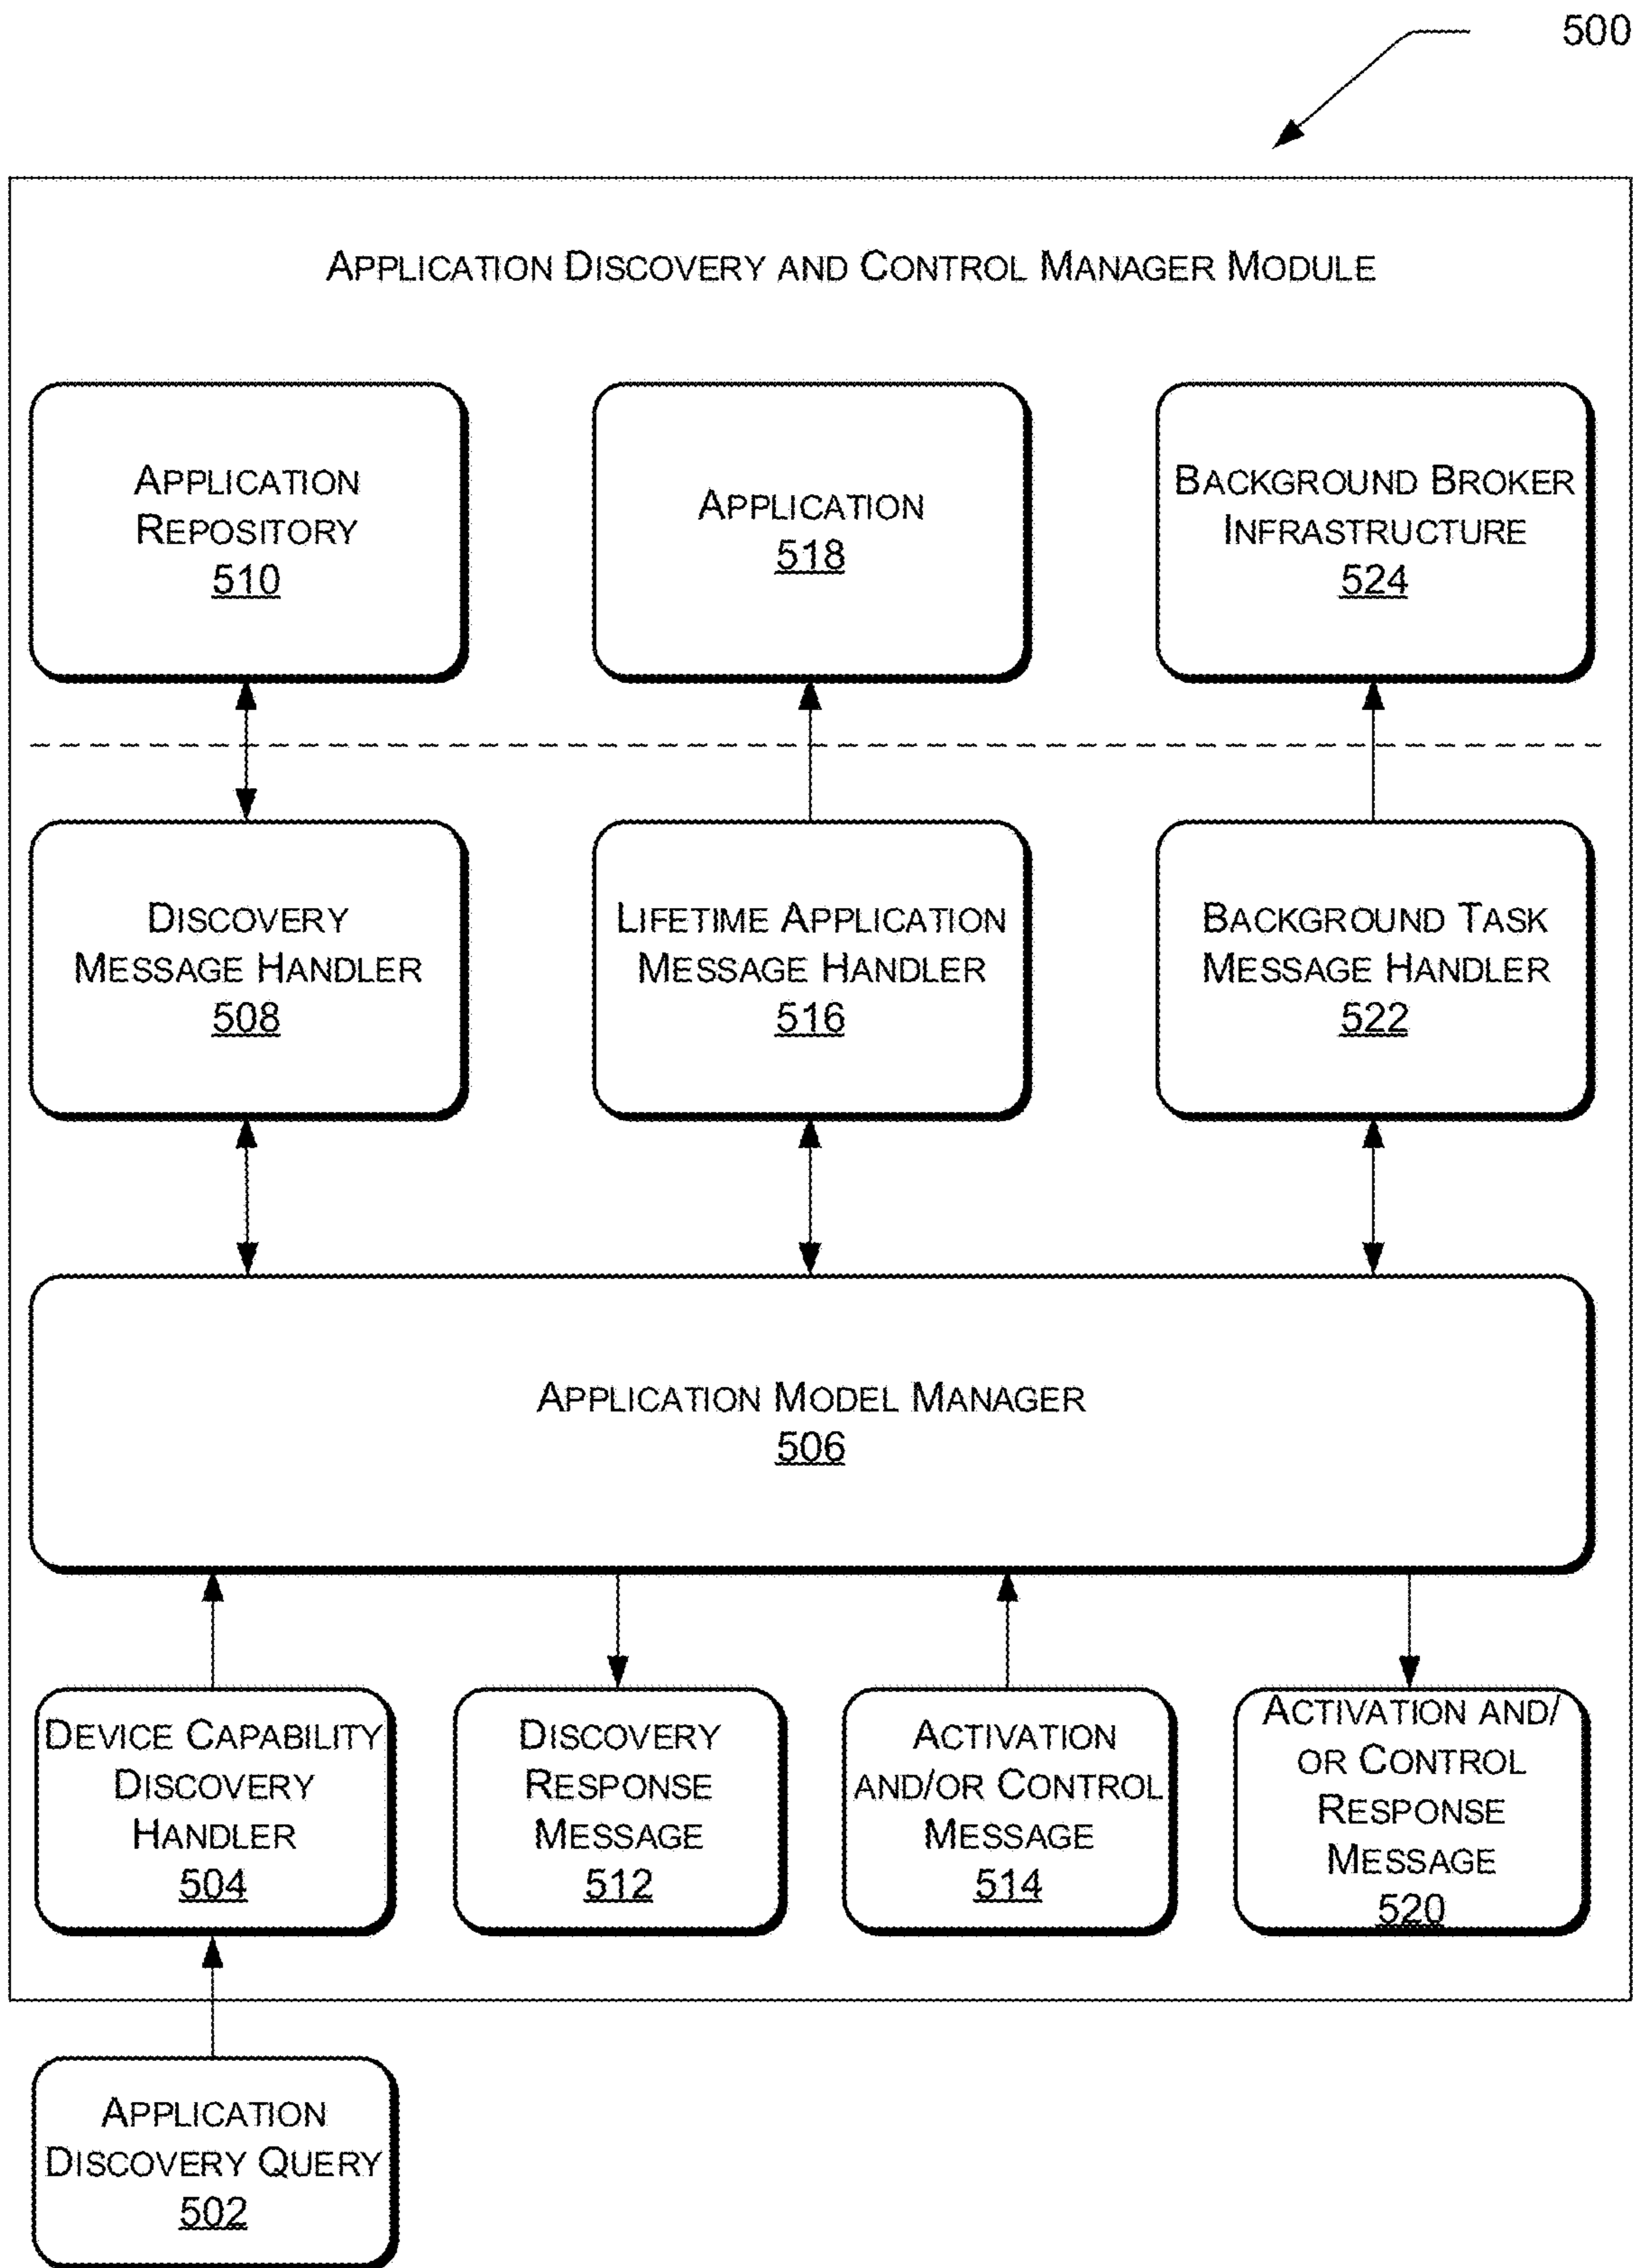 500
APPLICATION DISCOVERY AND CONTROL MANAGER MODULE
APPLICATION
REPOSITORY
510
APPLICATION
518
BACKGROUND BROKER
INFRASTRUCTURE
524
DISCOVERY
MESSAGE HANDLER
508
LIFETIME APPLICATION
MESSAGE HANDLER
516
BACKGROUND TASK
MESSAGE HANDLER
522
APPLICATION MODEL MANAGER
506
DEVICE CAPABILITY
DISCOVERY
HANDLER
504
DISCOVERY
RESPONSE
MESSAGE
512
ACTIVATION
AND/OR CONTROL
MESSAGE
514
ACTIVATION AND/
OR CONTROL
RESPONSE
MESSAGE
520
APPLICATION
DISCOVERY QUERY
502